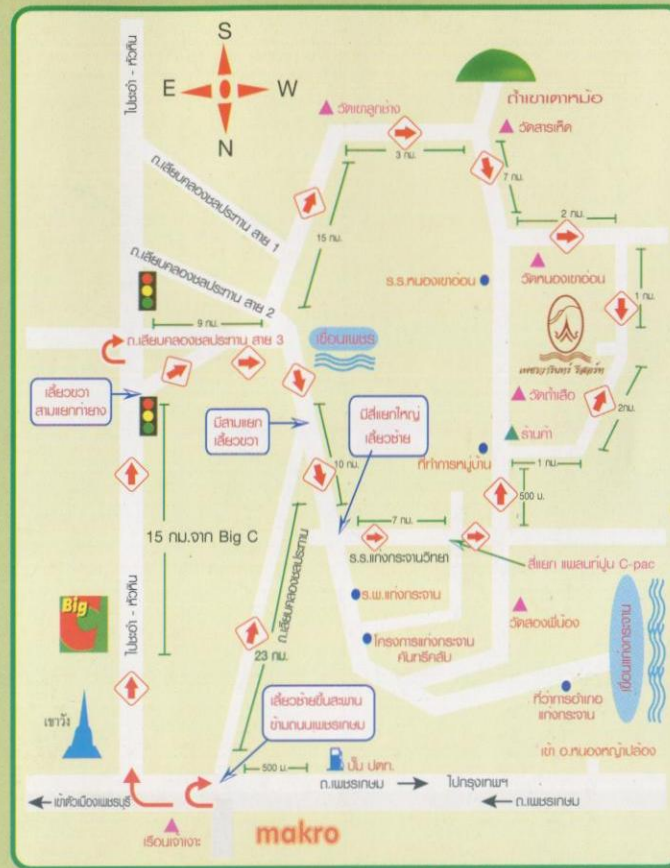 S
E
W
N
ไปชะอำ - หัวหิน
ถ.เลียบคลองชลประทาน สาย 1
ถ.เลียบคลองชลประทาน สาย 2
วัดเขาลูกช้าง
3 กม.
ถ้ำเขาเตาหม้อ
วัดสารเห็ด
7 กม.
2 กม.
15 กม.
วัดหนองเขาอ่อน
ร.ร.หนองเขาอ่อน
1 กม.
9 กม.
ถ.เลียบคลองชลประทาน สาย 3
เขื่อนเพชร
เลี้ยวขวา
สามแยกท่ายาง
มีสามแยก
เลี้ยวขวา
มีสี่แยกใหญ่
เลี้ยวซ้าย
วัดถ้ำเสือ
2กม.
ร้านค้า
10 กม.
ที่ทำการหมู่บ้าน
1 กม.
500 ม.
15 กม.จาก Big C
7 กม.
ร.ร.แก่งกระจานวิทยา
สี่แยก แพลนท์ปูน C-pac
ถ.เลียบคลองชลประทาน
Big C
ไปชะอำ - หัวหิน
ร.พ.แก่งกระจาน
วัดสองพี่น้อง
23 กม.
โครงการแก่งกระจาน
คันทรีคลับ
เขื่อนแก่งกระจาน
เขาวัง
เลี้ยวซ้ายขึ้นสะพาน
ข้ามถนนเพชรเกษม
ที่ว่าการอำเภอ
แก่งกระจาน
500 ม.
ปั๊ม ปตท.
เข้า อ.หนองหญ้าปล้อง
ถ.เพชรเกษม
ไปกรุงเทพฯ
เข้าตัวเมืองเพชรบุรี
ถ.เพชรเกษม
เรือนเจ้าเงาะ
makro